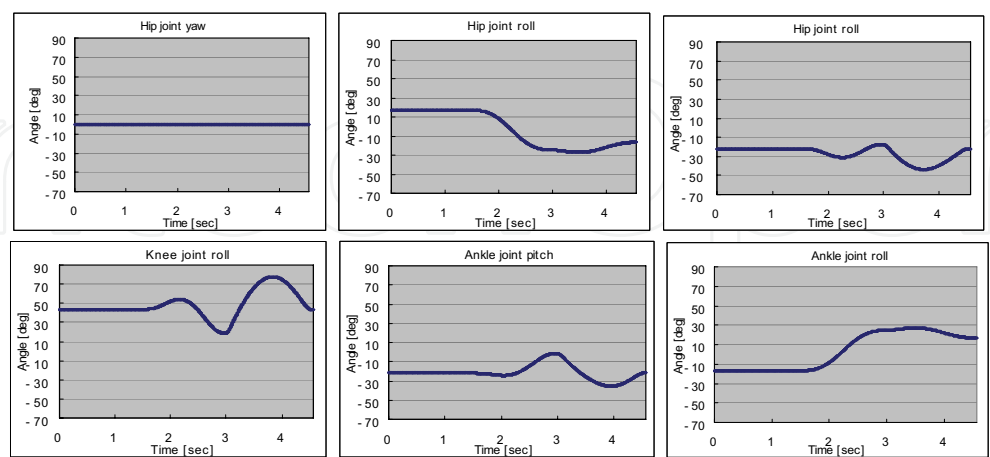 Hip joint yaw
90
70
50
30
10
- 10
- 30
- 50
- 70
Angle [deg]
0 1 2 3 4
Time [sec]
Hip joint roll
90
70
50
30
10
- 10
- 30
- 50
- 70
Angle [deg]
0 1 2 3 4
Time [sec]
Hip joint roll
90
70
50
30
10
- 10
- 30
- 50
- 70
Angle [deg]
0 1 2 3 4
Time [sec]
Knee joint roll
90
70
50
30
10
- 10
- 30
- 50
- 70
Angle [deg]
0 1 2 3 4
Time [sec]
Ankle joint pitch
90
70
50
30
10
- 10
- 30
- 50
- 70
Angle [deg]
0 1 2 3 4
Time [sec]
Ankle joint roll
90
70
50
30
10
- 10
- 30
- 50
- 70
Angle [deg]
0 1 2 3 4
Time [sec]